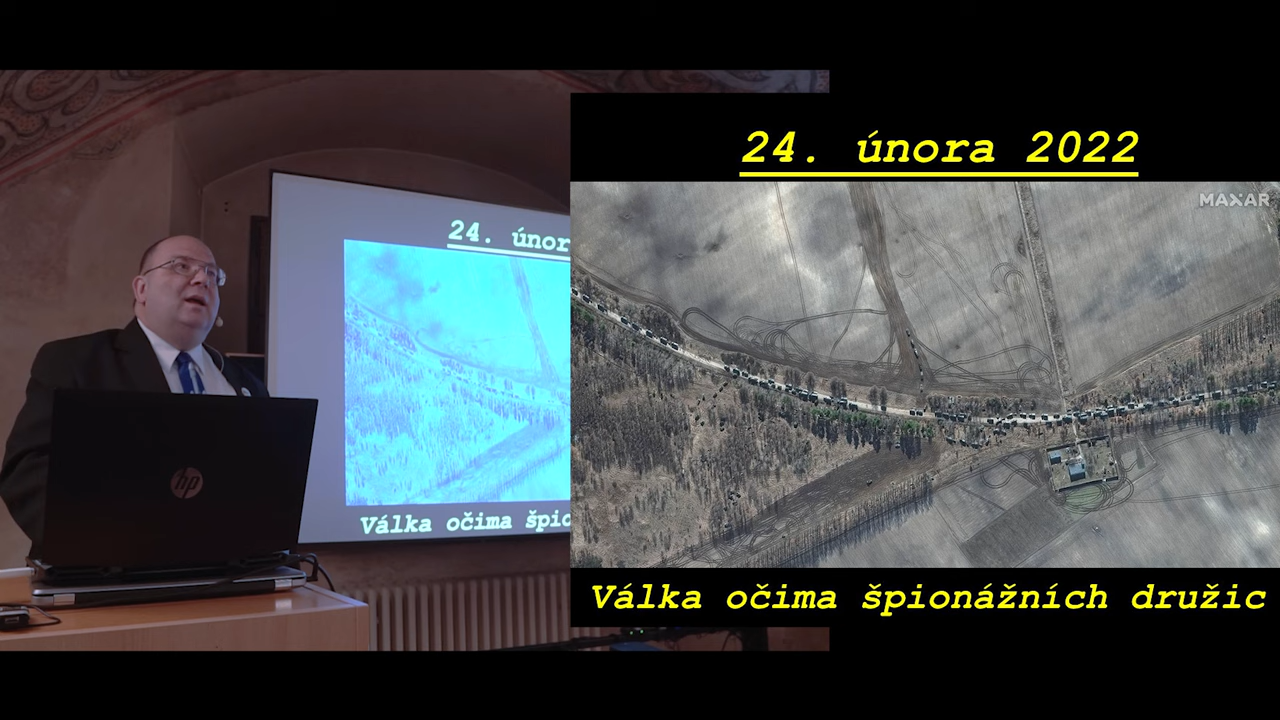 24. února 2022
MAXAR
24. únor
Válka očima špio
hp
Válka očima špionážních družic